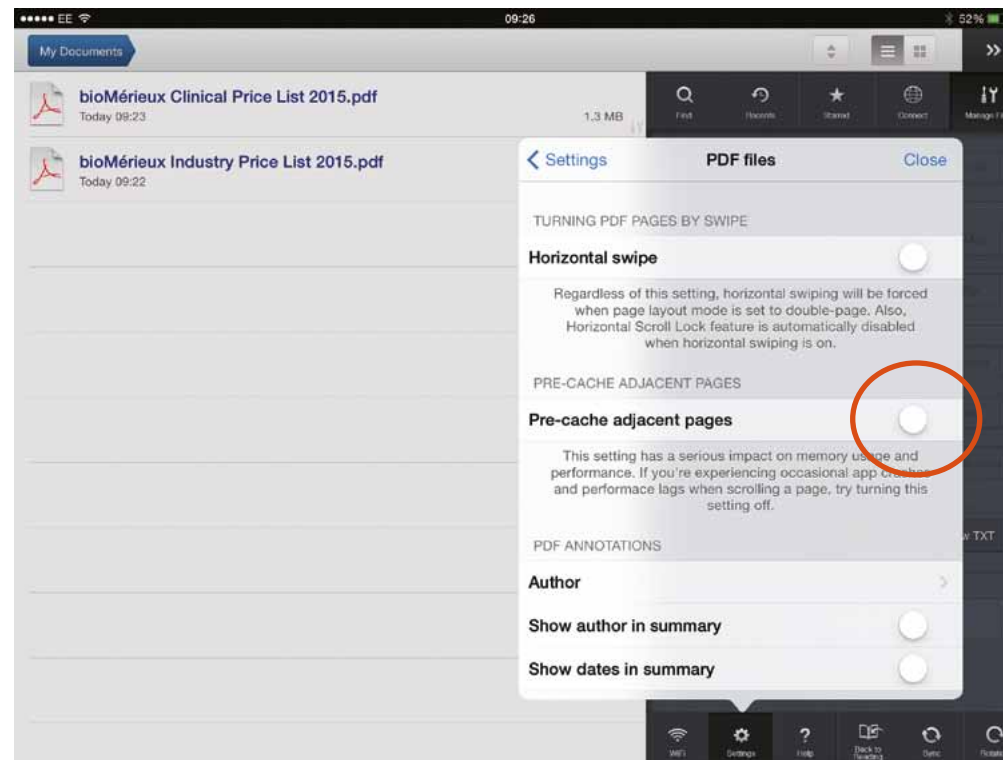 EE 09:26 52%
My Documents
bioMérieux Clinical Price List 2015.pdf
Today 09:23
1.3 MB
bioMérieux Industry Price List 2015.pdf
Today 09:22
Find Recents Starred Connect Manage Fi
Settings PDF files Close
TURNING PDF PAGES BY SWIPE
Horizontal swipe
Regardless of this setting, horizontal swiping will be forced
when page layout mode is set to double-page. Also,
Horizontal Scroll Lock feature is automatically disabled
when horizontal swiping is on.
PRE-CACHE ADJACENT PAGES
Pre-cache adjacent pages
This setting has a serious impact on memory usage and
performance. If you're experiencing occasional app crashes
and performace lags when scrolling a page, try turning this
setting off.
w TXT
PDF ANNOTATIONS
Author
Show author in summary
Show dates in summary
WiFi Settings Help Back to Reading Sync Rotate